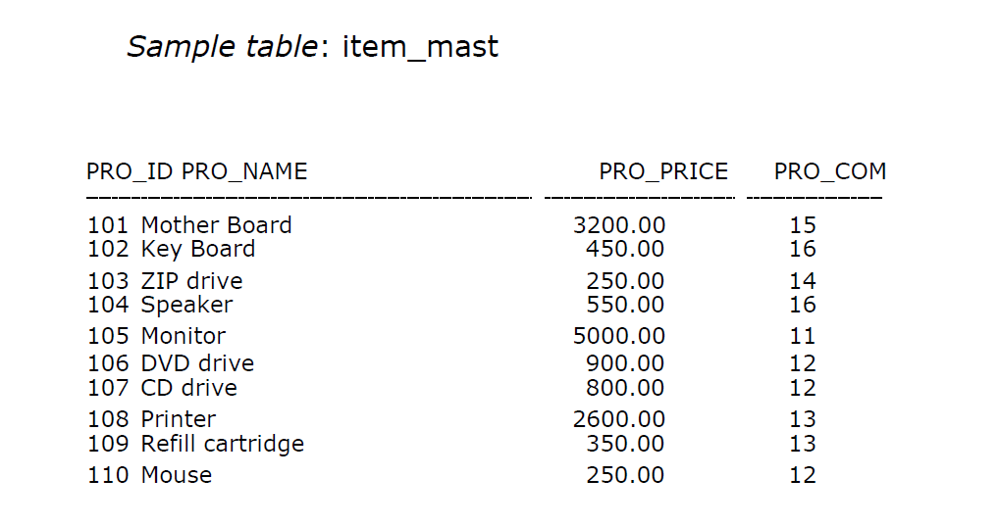 Sample table: item_mast
PRO_ID PRO_NAME PRO_PRICE PRO_COM
101 Mother Board 3200.00 15
102 Key Board 450.00 16
103 ZIP drive 250.00 14
104 Speaker 550.00 16
105 Monitor 5000.00 11
106 DVD drive 900.00 12
107 CD drive 800.00 12
108 Printer 2600.00 13
109 Refill cartridge 350.00 13
110 Mouse 250.00 12